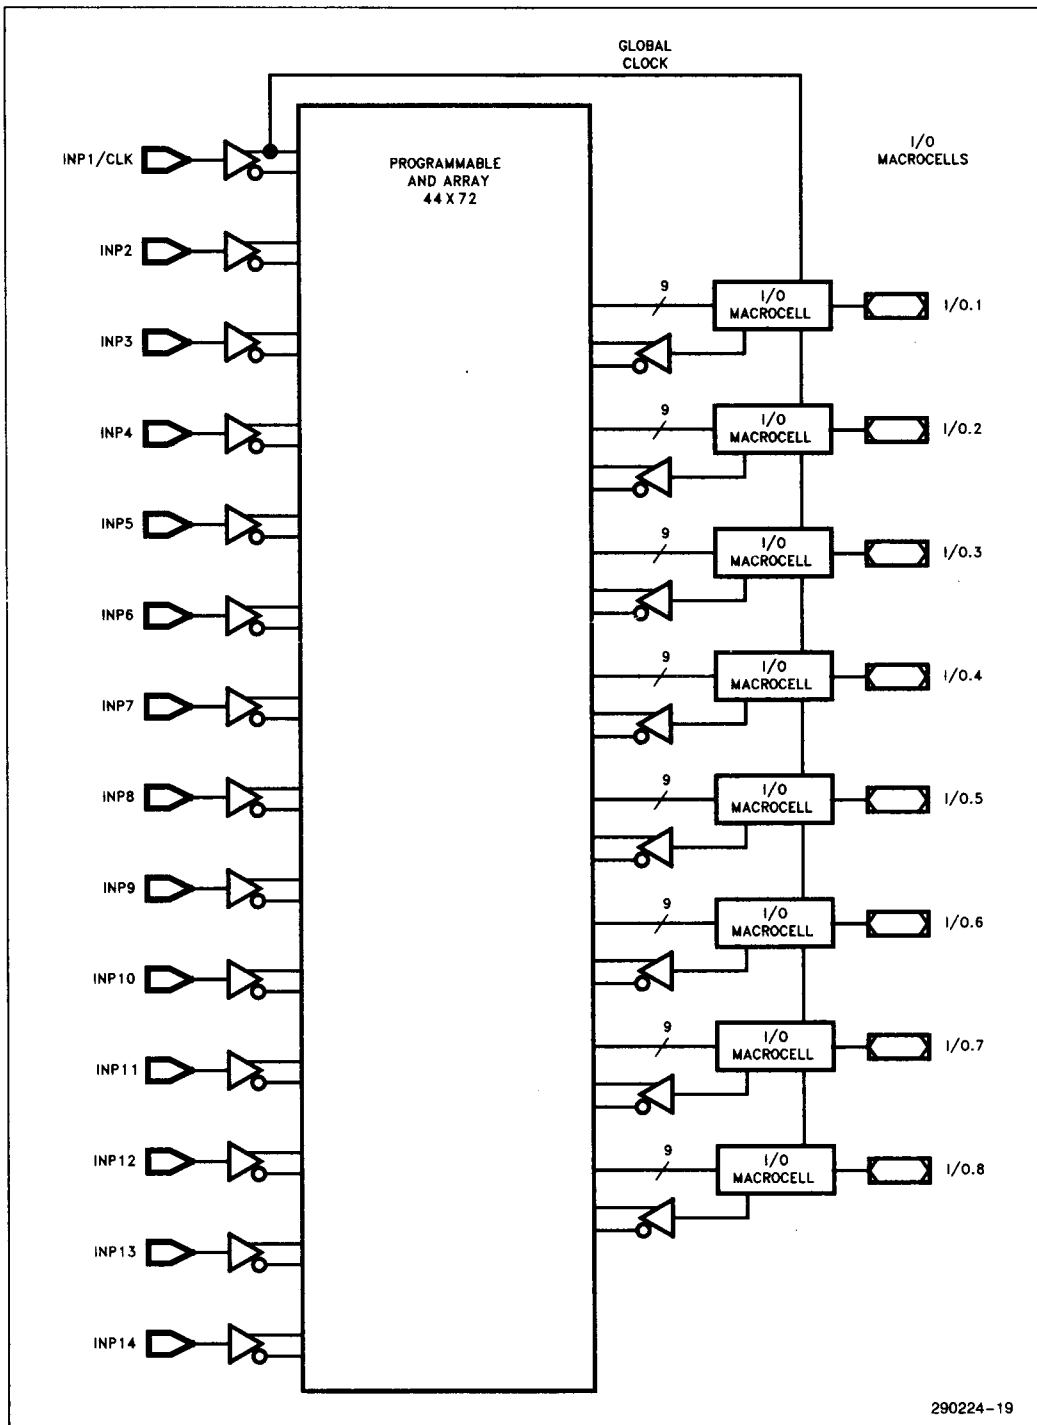 GLOBAL
CLOCK
INP1/CLK
PROGRAMMABLE
AND ARRAY
44X72
I/O
MACROCELLS
INP2
INP3
INP4
INP5
INP6
INP7
INP8
INP9
INP10
INP11
INP12
INP13
INP14
9
I/O
MACROCELL
I/O.1
9
I/O
MACROCELL
I/O.2
9
I/O
MACROCELL
I/O.3
9
I/O
MACROCELL
I/O.4
9
I/O
MACROCELL
I/O.5
9
I/O
MACROCELL
I/O.6
9
I/O
MACROCELL
I/O.7
9
I/O
MACROCELL
I/O.8
290224-19